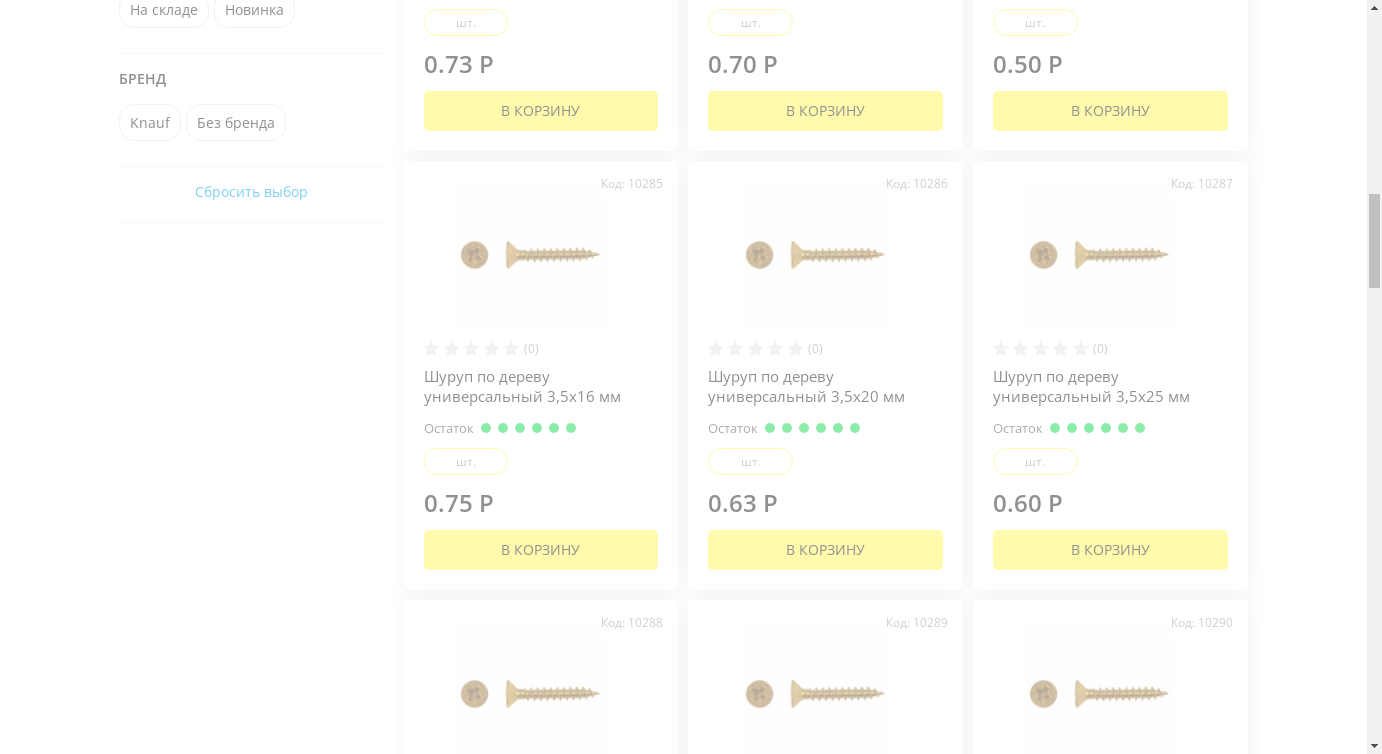 На складе
Новинка
БРЕНД
Knauf
Без бренда
Сбросить выбор
шт.
шт.
шт.
0.73 Р
0.70 Р
0.50 Р
В КОРЗИНУ
В КОРЗИНУ
В КОРЗИНУ
Код: 10285
(0)
Шуруп по дереву
универсальный 3,5х16 мм
Остаток
шт.
0.75 Р
В КОРЗИНУ
Код: 10286
(0)
Шуруп по дереву
универсальный 3,5х20 мм
Остаток
шт.
0.63 Р
В КОРЗИНУ
Код: 10287
(0)
Шуруп по дереву
универсальный 3,5х25 мм
Остаток
шт.
0.60 Р
В КОРЗИНУ
Код: 10288
Код: 10289
Код: 10290